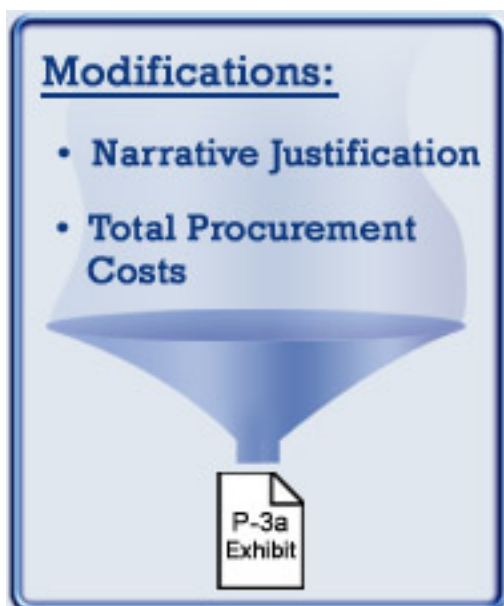 Modifications:
• Narrative Justification
• Total Procurement
Costs
P-3a
Exhibit